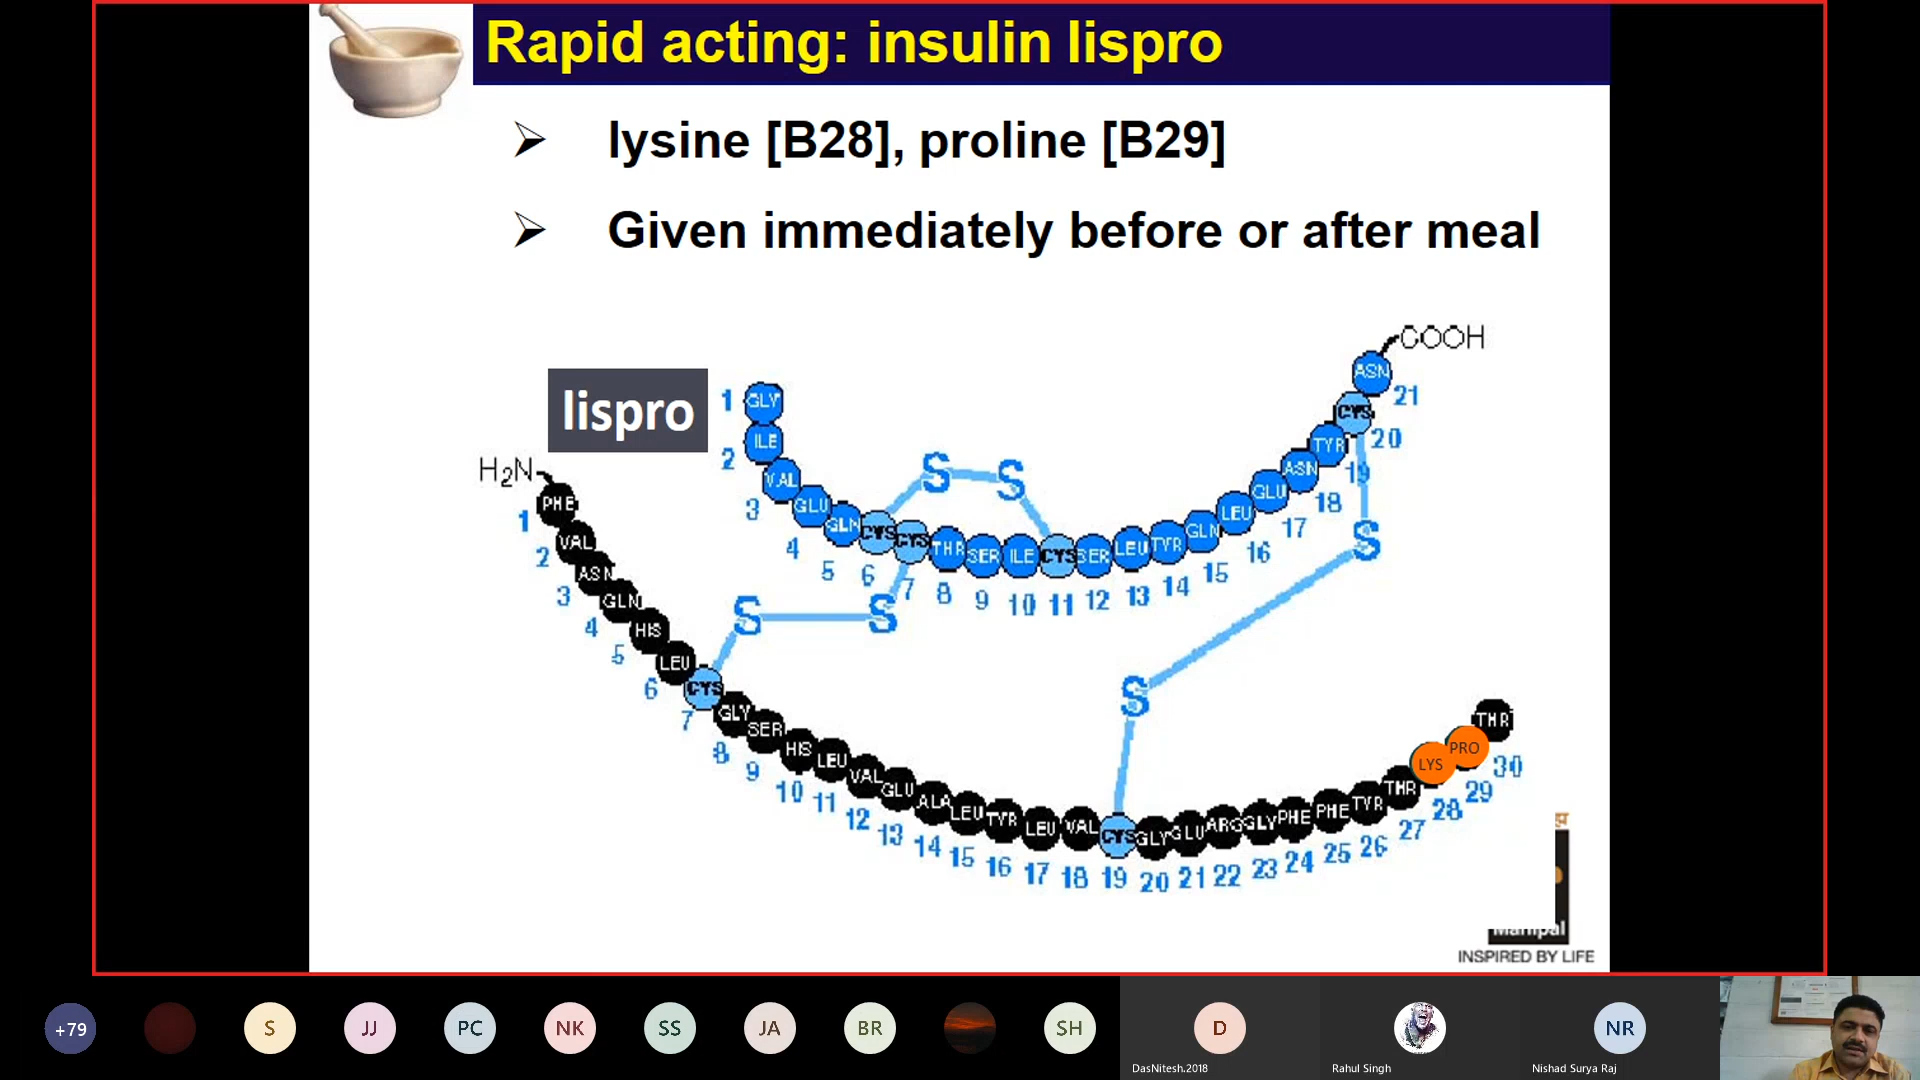 Rapid acting: insulin lispro
lysine [B28], proline [B29]
Given immediately before or after meal
COOH
lispro
GLY ILE VAL GLU GLN CYS CYS THR SER ILE CYS SER LEU TYR GLN LEU GLU ASN TYR CYS ASN
1 2 3 4 5 6 7 8 9 10 11 12 13 14 15 16 17 18 19 20 21
S S
S S
S
S
H2N
PHE VAL ASN GLN HIS LEU CYS GLY SER HIS LEU VAL GLU ALA LEU TYR LEU VAL CYS GLY GLU ARG GLY PHE PHE TYR THR LYS PRO THR
1 2 3 4 5 6 7 8 9 10 11 12 13 14 15 16 17 18 19 20 21 22 23 24 25 26 27 28 29 30
Manipal
INSPIRED BY LIFE
+79 S JJ PC NK SS JA BR SH D NR
DasNitesh.2018 Rahul Singh Nishad Surya Raj